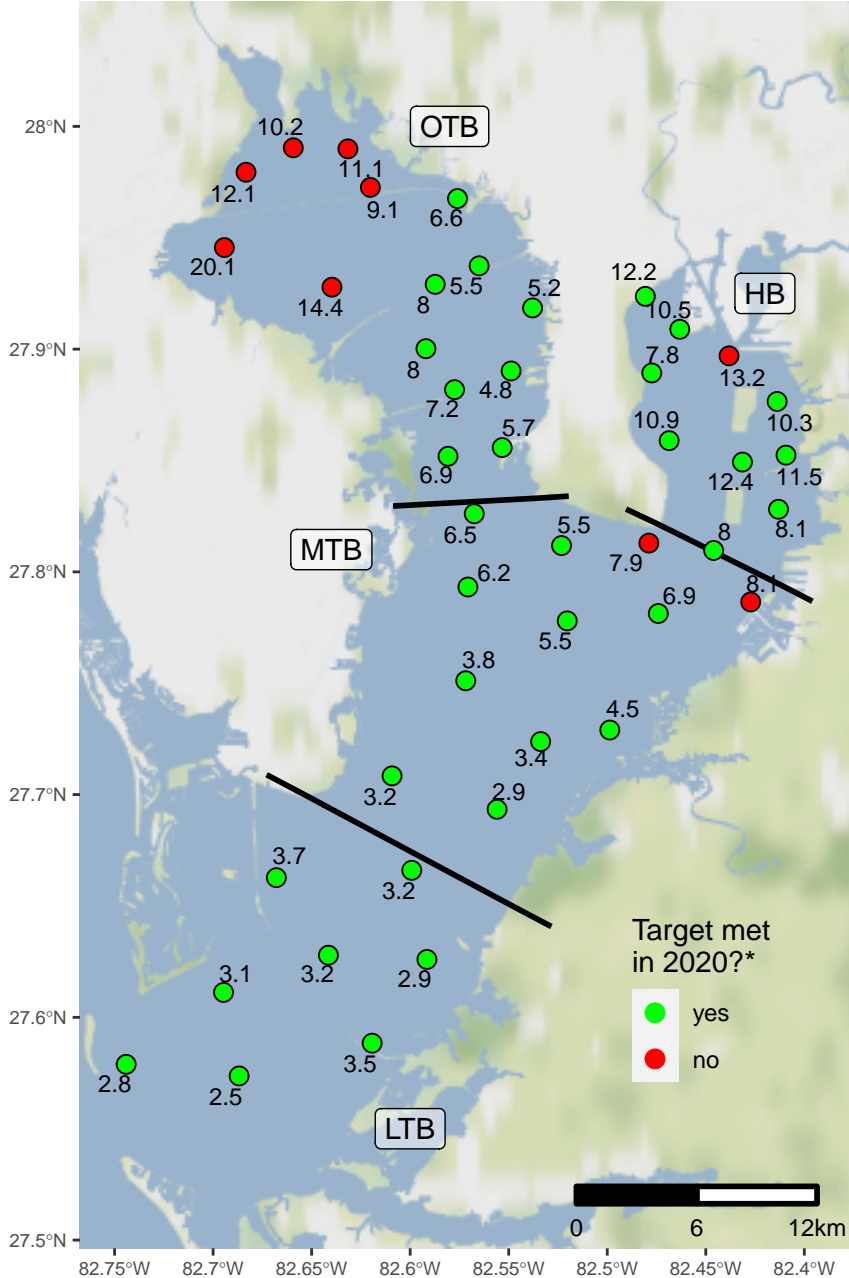 28°N
27.9°N
27.8°N
27.7°N
27.6°N
27.5°N
OTB
10.2
11.1
12.1
9.1
6.6
20.1
5.5
12.2
HB
14.4
8
5.2
10.5
7.8
8
4.8
13.2
7.2
10.9
10.3
5.7
6.9
12.4
11.5
6.5
5.5
8
8.1
MTB
7.9
6.2
8.1
6.9
5.5
3.8
4.5
3.4
3.2
2.9
3.7
3.2
Target met
in 2020?*
yes
no
3.1
3.2
2.9
3.5
2.8
2.5
LTB
0 6 12km
82.75°W 82.7°W 82.65°W 82.6°W 82.55°W 82.5°W 82.45°W 82.4°W